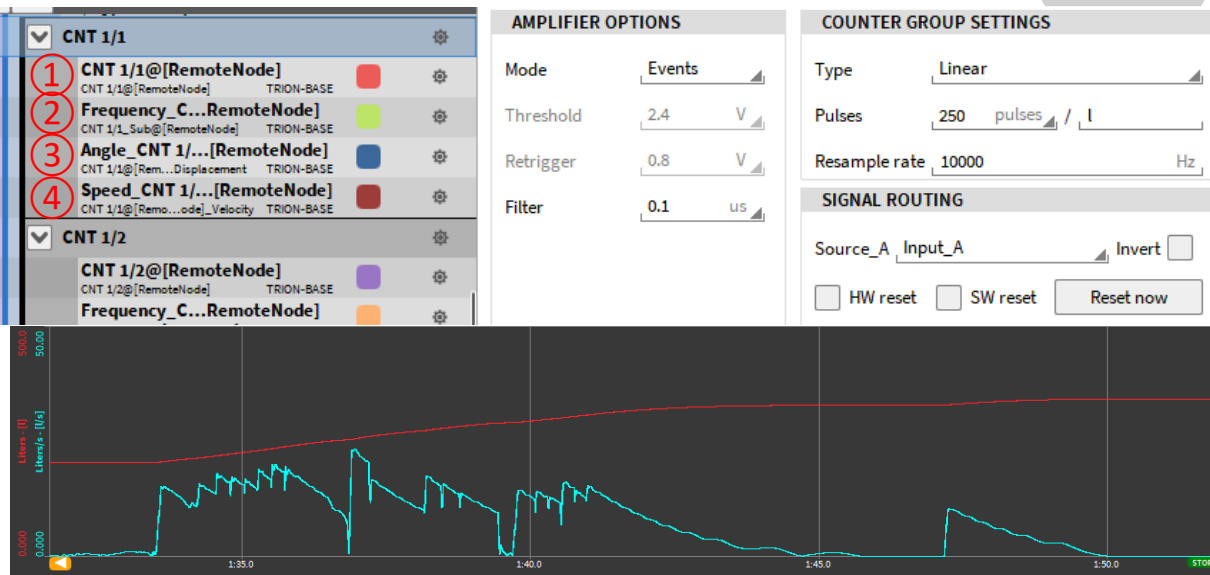 CNT 1/1
1
CNT 1/1@[RemoteNode]
CNT 1/1@[RemoteNode] TRION-BASE
2
Frequency_C...RemoteNode]
CNT 1/1_Sub@[RemoteNode] TRION-BASE
3
Angle_CNT 1/...[RemoteNode]
CNT 1/1@[Rem...Displacement TRION-BASE
4
Speed_CNT 1/...[RemoteNode]
CNT 1/1@[Remo...ode]_Velocity TRION-BASE
CNT 1/2
CNT 1/2@[RemoteNode]
CNT 1/2@[RemoteNode] TRION-BASE
Frequency_C...RemoteNode]
AMPLIFIER OPTIONS
Mode Events
Threshold 2.4 V
Retrigger 0.8 V
Filter 0.1 us
COUNTER GROUP SETTINGS
Type Linear
Pulses 250 pulses / l
Resample rate 10000 Hz
SIGNAL ROUTING
Source_A Input_A Invert
HW reset SW reset Reset now
500.0
50.00
Liters - [l]
Liters/s - [l/s]
0.000
0.000
1:35.0 1:40.0 1:45.0 1:50.0 STOP